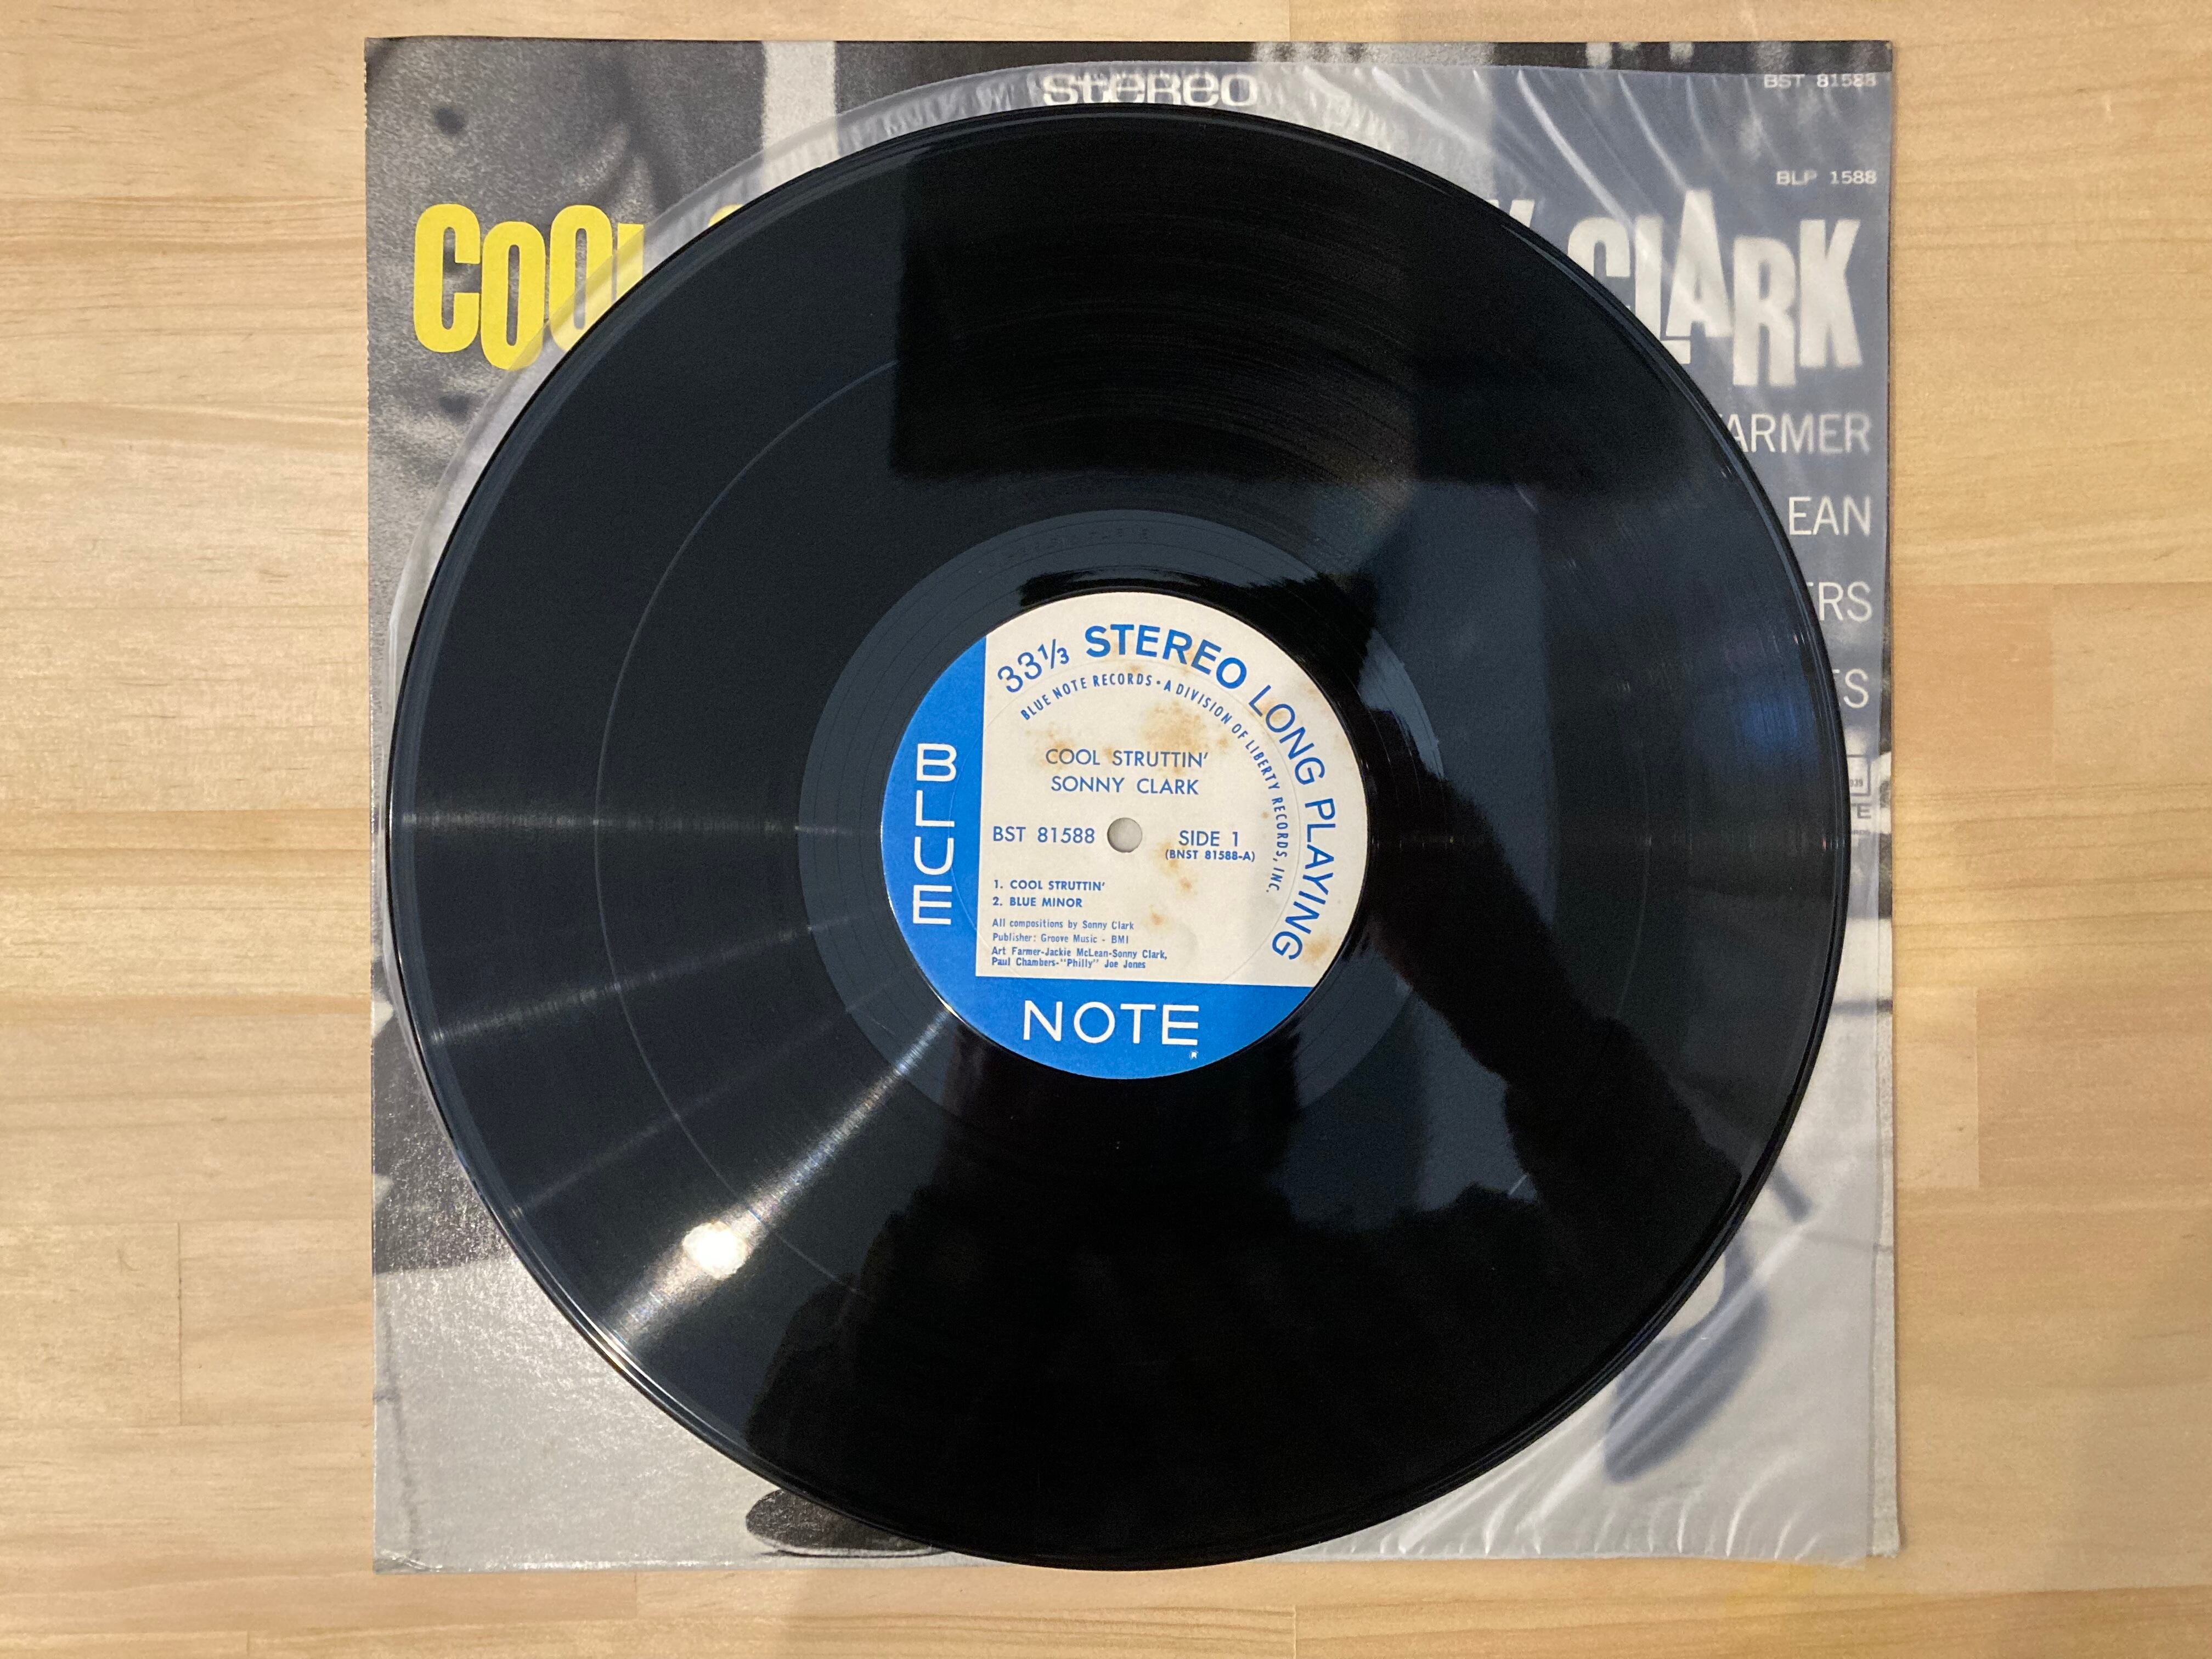 stereo
BST 81588
BLP 1588
COOL
CLARK
ARMER
EAN
ERS
ES
33⅓ STEREO LONG PLAYING
BLUE NOTE RECORDS • A DIVISION OF LIBERTY RECORDS, INC.
COOL STRUTTIN'
SONNY CLARK
BST 81588
SIDE 1
(BNST 81588-A)
1. COOL STRUTTIN'
2. BLUE MINOR
All compositions by Sonny Clark
Publisher: Groove Music - BMI
Art Farmer-Jackie McLean-Sonny Clark,
Paul Chambers-"Philly" Joe Jones
BLUE
NOTE
®